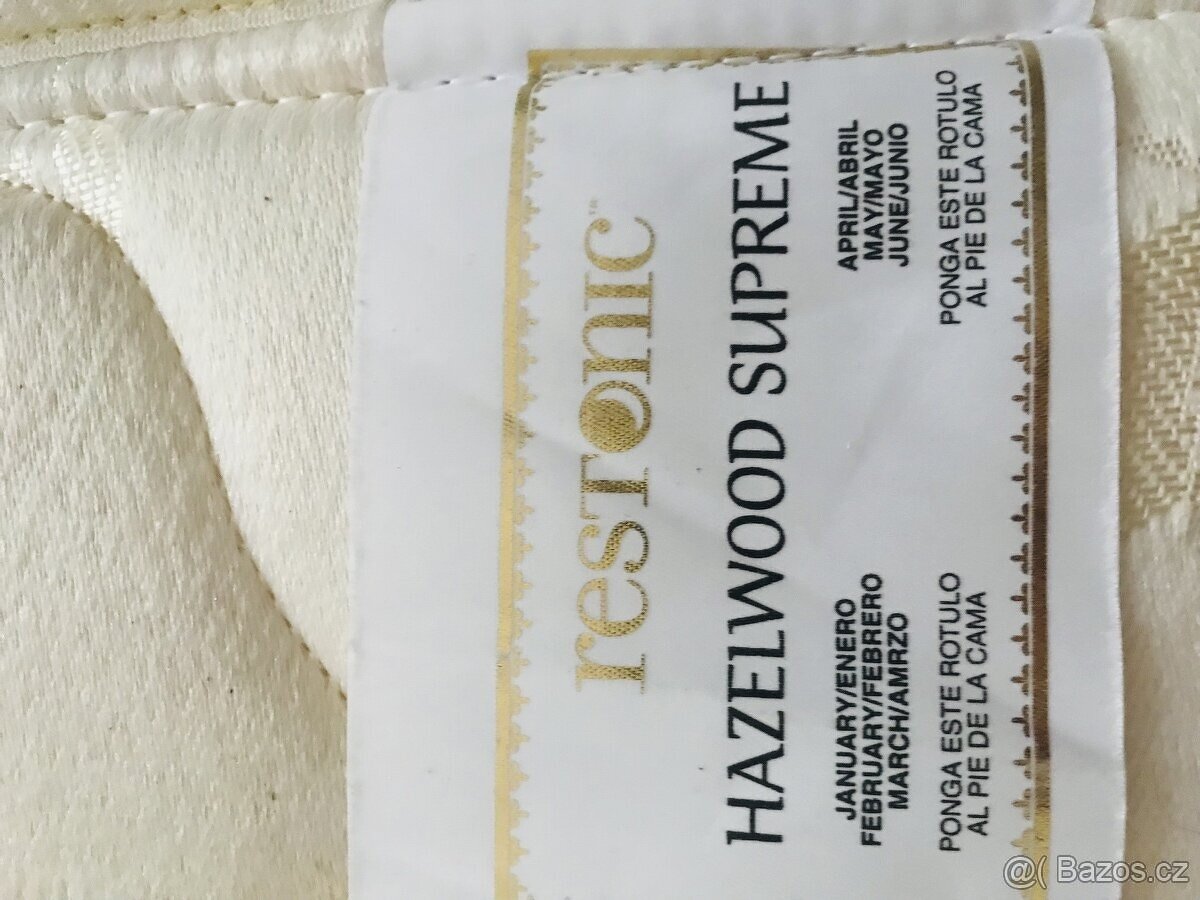 resTonic™
HAZELWOOD SUPREME
JANUARY/ENERO
FEBRUARY/FEBRERO
MARCH/AMRZO
PONGA ESTE ROTULO
AL PIE DE LA CAMA
APRIL/ABRIL
MAY/MAYO
JUNE/JUNIO
PONGA ESTE ROTULO
AL PIE DE LA CAMA
@( Bazos.cz